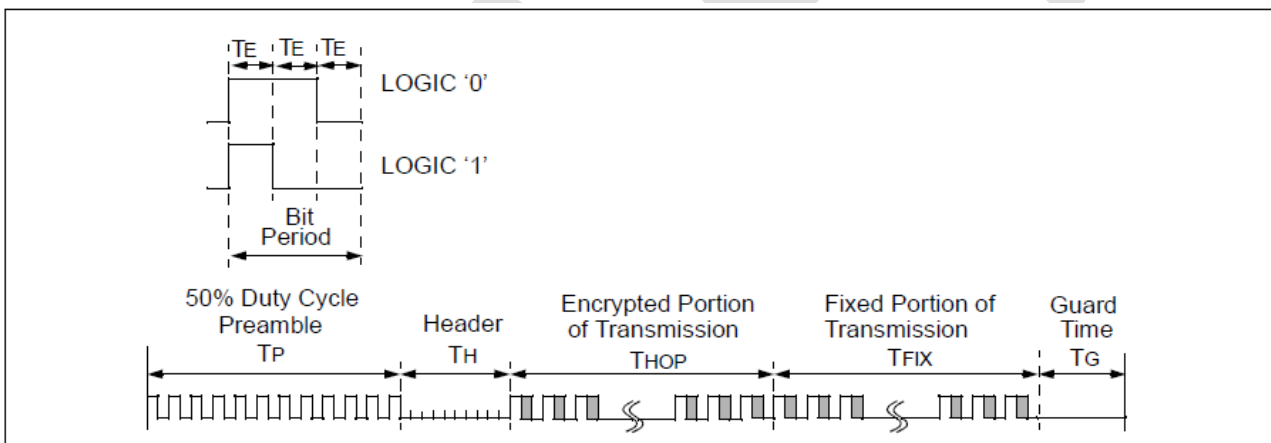 TE TE TE
LOGIC ‘0’
LOGIC ‘1’
Bit
Period
50% Duty Cycle
Preamble
TP
Header
TH
Encrypted Portion
of Transmission
THOP
Fixed Portion of
Transmission
TFIX
Guard
Time
TG